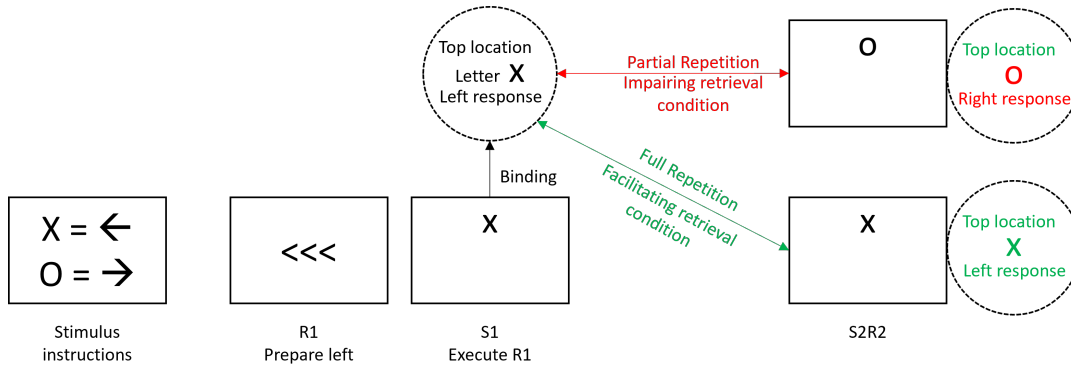 Top location
Letter X
Left response
Partial Repetition
Impairing retrieval
condition
O
Top location
O
Right response
Binding
Full Repetition
Facilitating retrieval
condition
X = ←
O = →
<<<
X
X
Top location
X
Left response
Stimulus
instructions
R1
Prepare left
S1
Execute R1
S2R2